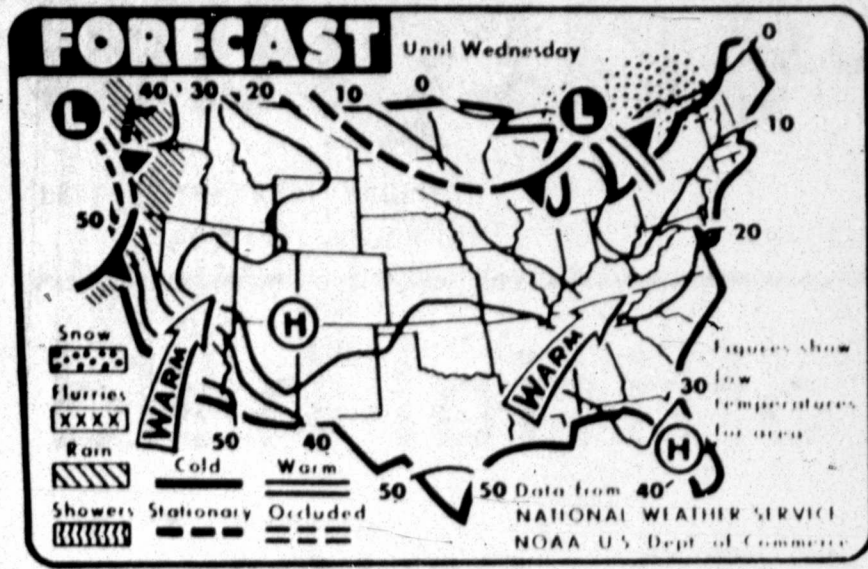 FORECAST
Until Wednesday
L 40 30 20 10 0 L 0
10
50
20
H
Snow
Flurries
XXXX
Rain
Showers
WARM
WARM
Figures show
low
temperatures
for area
30
H
50 40
Cold Warm
Stationary Occluded
50 50 40
Data from
NATIONAL WEATHER SERVICE
NOAA U.S. Dept. of Commerce